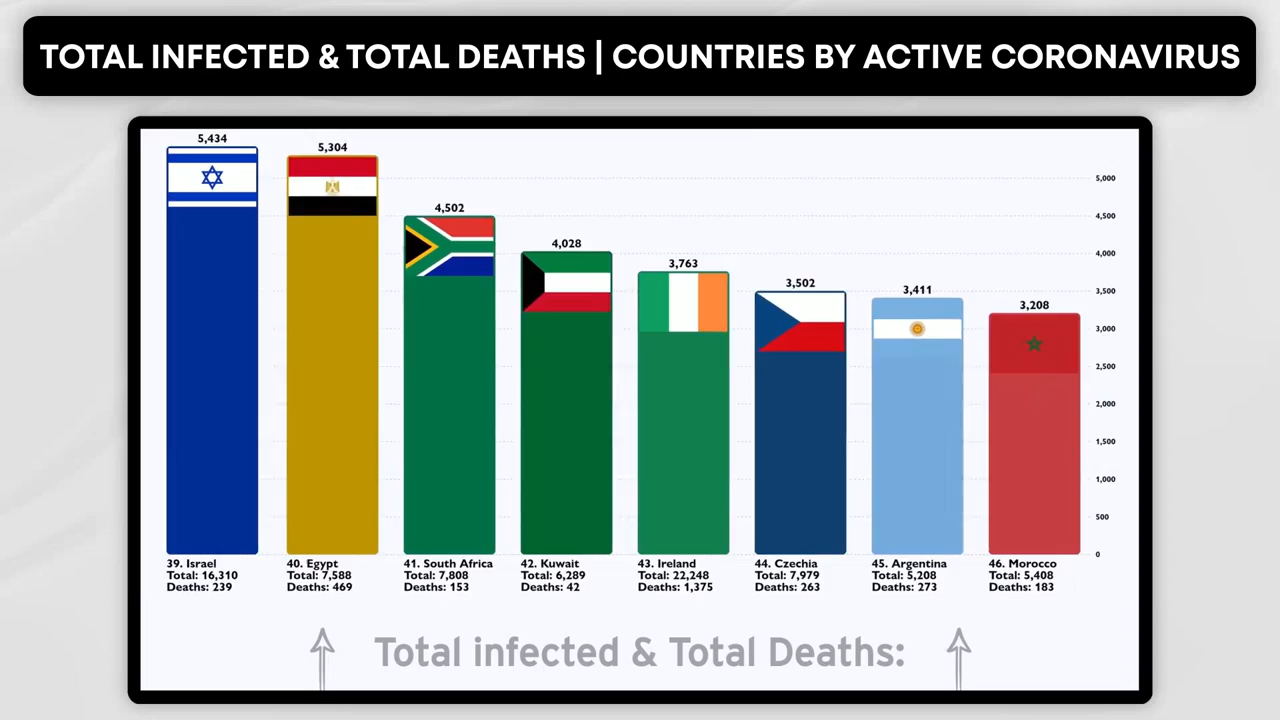 TOTAL INFECTED & TOTAL DEATHS | COUNTRIES BY ACTIVE CORONAVIRUS
5,434
5,304
4,502
4,028
3,763
3,502
3,411
3,208
5,000
4,500
4,000
3,500
3,000
2,500
2,000
1,500
1,000
500
0
39. Israel
Total: 16,310
Deaths: 239
40. Egypt
Total: 7,588
Deaths: 469
41. South Africa
Total: 7,808
Deaths: 153
42. Kuwait
Total: 6,289
Deaths: 42
43. Ireland
Total: 22,248
Deaths: 1,375
44. Czechia
Total: 7,979
Deaths: 263
45. Argentina
Total: 5,208
Deaths: 273
46. Morocco
Total: 5,408
Deaths: 183
Total infected & Total Deaths: